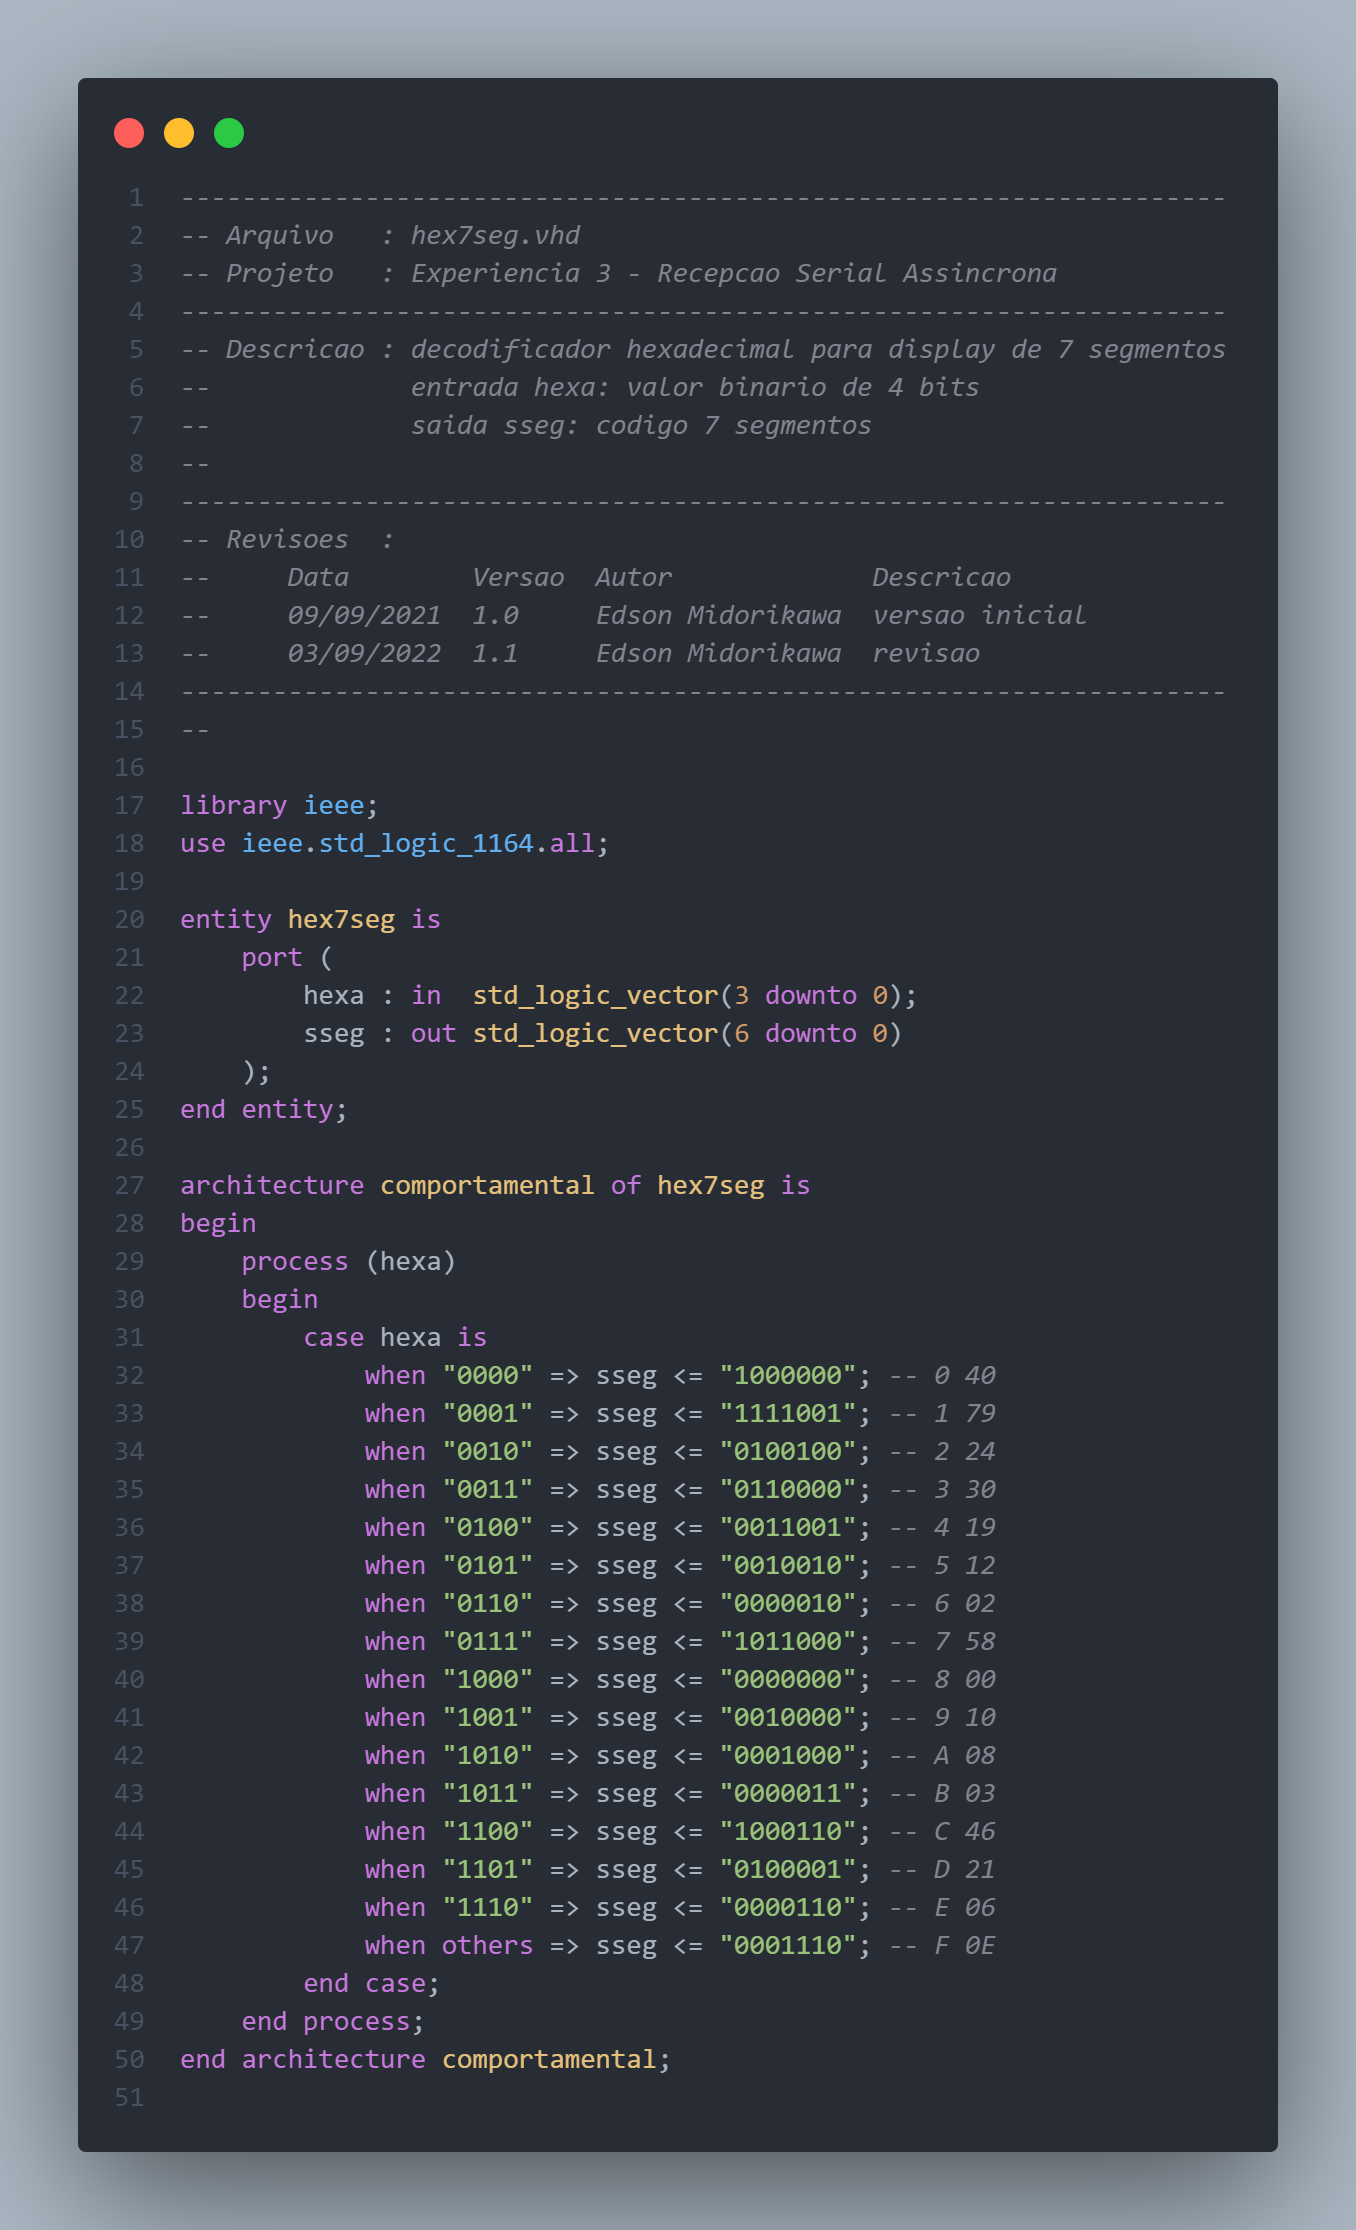 1 --------------------------------------------------------------------
2 -- Arquivo   : hex7seg.vhd
3 -- Projeto   : Experiencia 3 - Recepcao Serial Assincrona
4 --------------------------------------------------------------------
5 -- Descricao : decodificador hexadecimal para display de 7 segmentos
6 --             entrada hexa: valor binario de 4 bits
7 --             saida sseg: codigo 7 segmentos
8 --
9 --------------------------------------------------------------------
10 -- Revisoes  :
11 --     Data        Versao  Autor             Descricao
12 --     09/09/2021  1.0     Edson Midorikawa  versao inicial
13 --     03/09/2022  1.1     Edson Midorikawa  revisao
14 --------------------------------------------------------------------
15 --
16
17 library ieee;
18 use ieee.std_logic_1164.all;
19
20 entity hex7seg is
21     port (
22         hexa : in  std_logic_vector(3 downto 0);
23         sseg : out std_logic_vector(6 downto 0)
24     );
25 end entity;
26
27 architecture comportamental of hex7seg is
28 begin
29     process (hexa)
30     begin
31         case hexa is
32             when "0000" => sseg <= "1000000"; -- 0 40
33             when "0001" => sseg <= "1111001"; -- 1 79
34             when "0010" => sseg <= "0100100"; -- 2 24
35             when "0011" => sseg <= "0110000"; -- 3 30
36             when "0100" => sseg <= "0011001"; -- 4 19
37             when "0101" => sseg <= "0010010"; -- 5 12
38             when "0110" => sseg <= "0000010"; -- 6 02
39             when "0111" => sseg <= "1011000"; -- 7 58
40             when "1000" => sseg <= "0000000"; -- 8 00
41             when "1001" => sseg <= "0010000"; -- 9 10
42             when "1010" => sseg <= "0001000"; -- A 08
43             when "1011" => sseg <= "0000011"; -- B 03
44             when "1100" => sseg <= "1000110"; -- C 46
45             when "1101" => sseg <= "0100001"; -- D 21
46             when "1110" => sseg <= "0000110"; -- E 06
47             when others => sseg <= "0001110"; -- F 0E
48         end case;
49     end process;
50 end architecture comportamental;
51